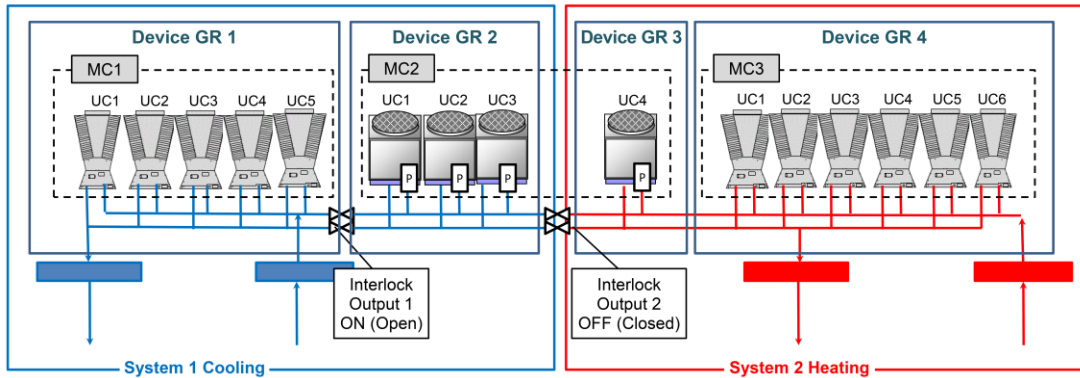 Device GR 1
Device GR 2
Device GR 3
Device GR 4
MC1
MC2
MC3
UC1 UC2 UC3 UC4 UC5
UC1 UC2 UC3
UC4
UC1 UC2 UC3 UC4 UC5 UC6
P P P
Interlock
Output 1
ON (Open)
Interlock
Output 2
OFF (Closed)
System 1 Cooling
System 2 Heating